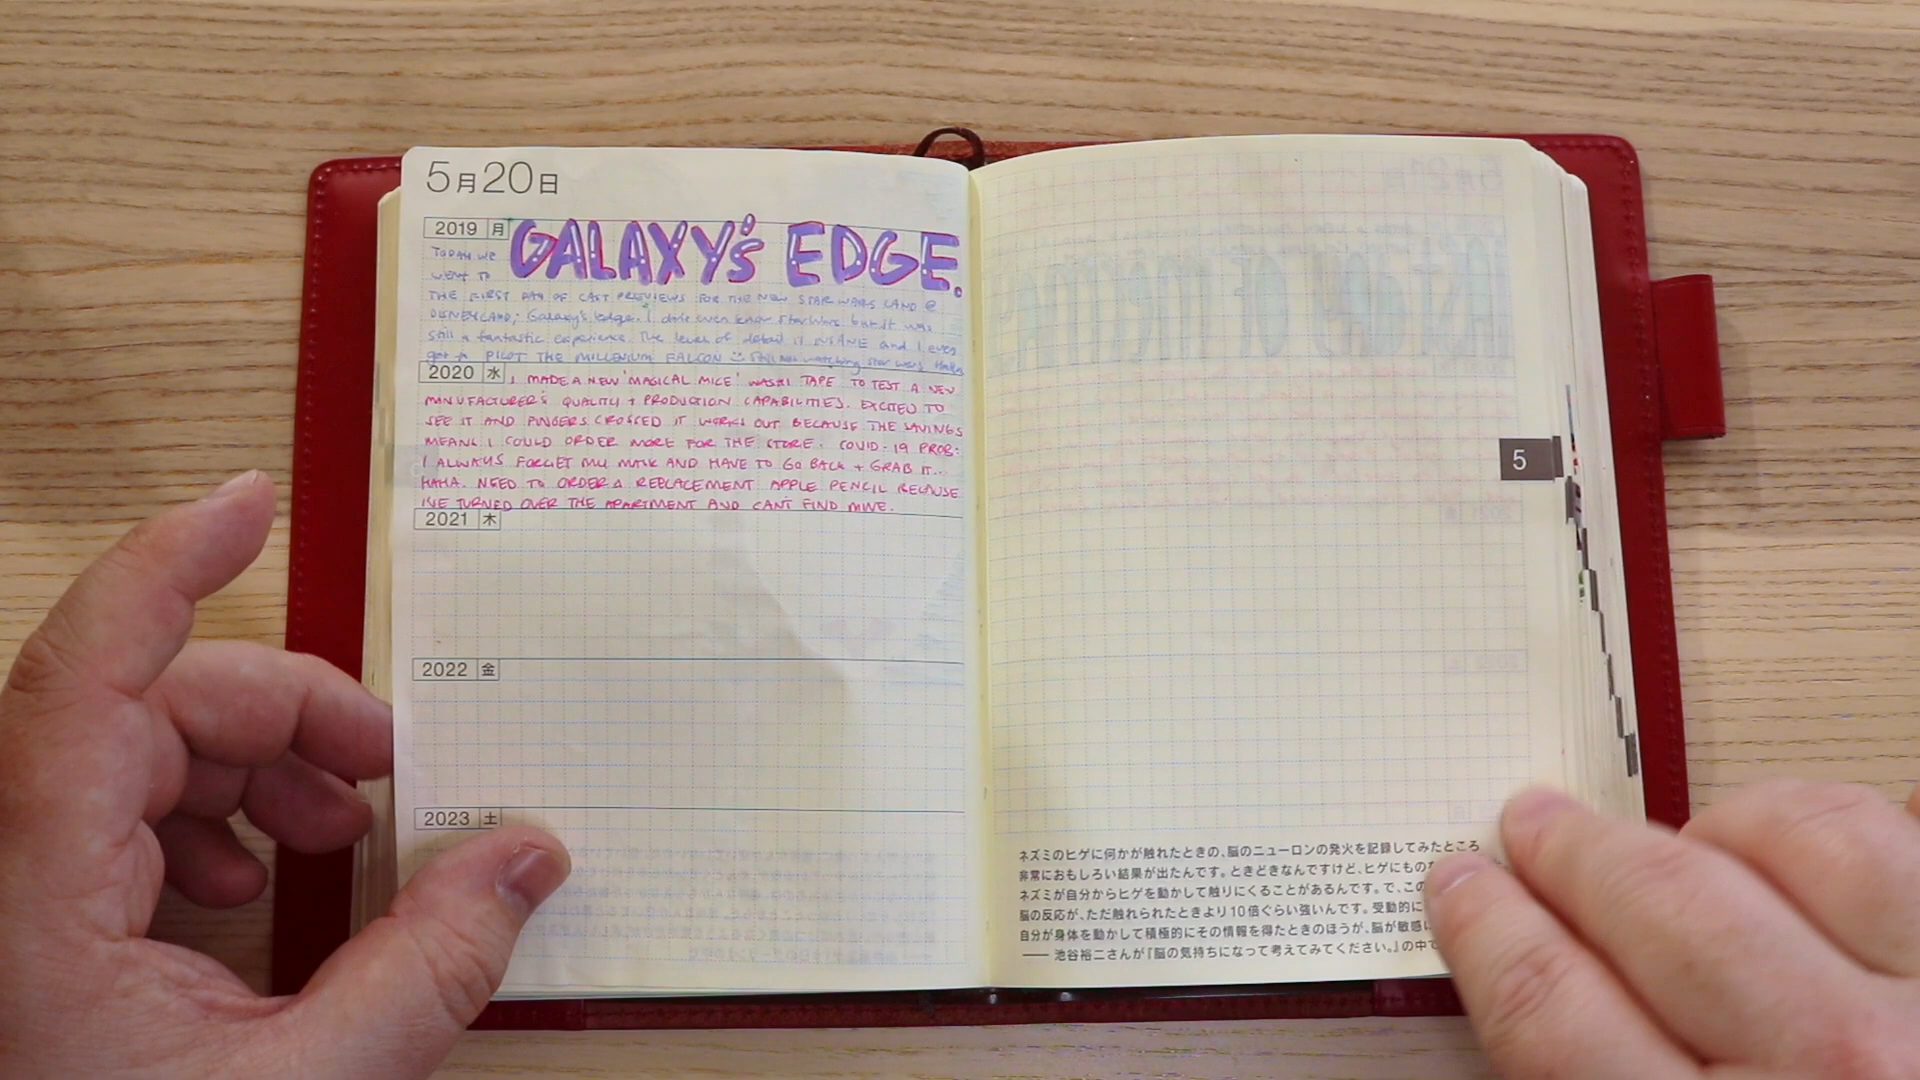 5月20日
2019 月 GALAXY's EDGE.
TODAY WE
WENT TO
THE FIRST DAY OF CAST PREVIEWS FOR THE NEW STAR WARS LAND @
DISNEYLAND; Galaxy's Edge. I don't even know Star Wars but it was
still a fantastic experience. The level of detail is INSANE and I even
got to PILOT THE MILLENIUM FALCON Still not watching Star Wars
2020 水 I MADE A NEW 'MAGICAL MICE' WASHI TAPE TO TEST A NEW
MANUFACTURER'S QUALITY + PRODUCTION CAPABILITIES. EXCITED TO
SEE IT AND FINGERS CROSSED IT WORKS OUT BECAUSE THE SAVINGS
MEANS I COULD ORDER MORE FOR THE STORE. COVID-19 PROB:
I ALWAYS FORGET MY MASK AND HAVE TO GO BACK + GRAB IT...
HAHA. NEED TO ORDER A REPLACEMENT APPLE PENCIL BECAUSE
I'VE TURNED OVER THE APARTMENT AND CAN'T FIND MINE.
2021 木
2022 金
2023 土
5
ネズミのヒゲに何かが触れたときの、脳のニューロンの発火を記録してみたところ
非常におもしろい結果が出たんです。ときどきなんですけど、ヒゲにものを
ネズミが自分からヒゲを動かして触りにくることがあるんです。で、この
脳の反応が、ただ触れられたときより10倍ぐらい強いんです。受動的に
自分が身体を動かして積極的にその情報を得たときのほうが、脳が敏感に
―― 池谷裕二さんが『脳の気持ちになって考えてみてください。』の中で